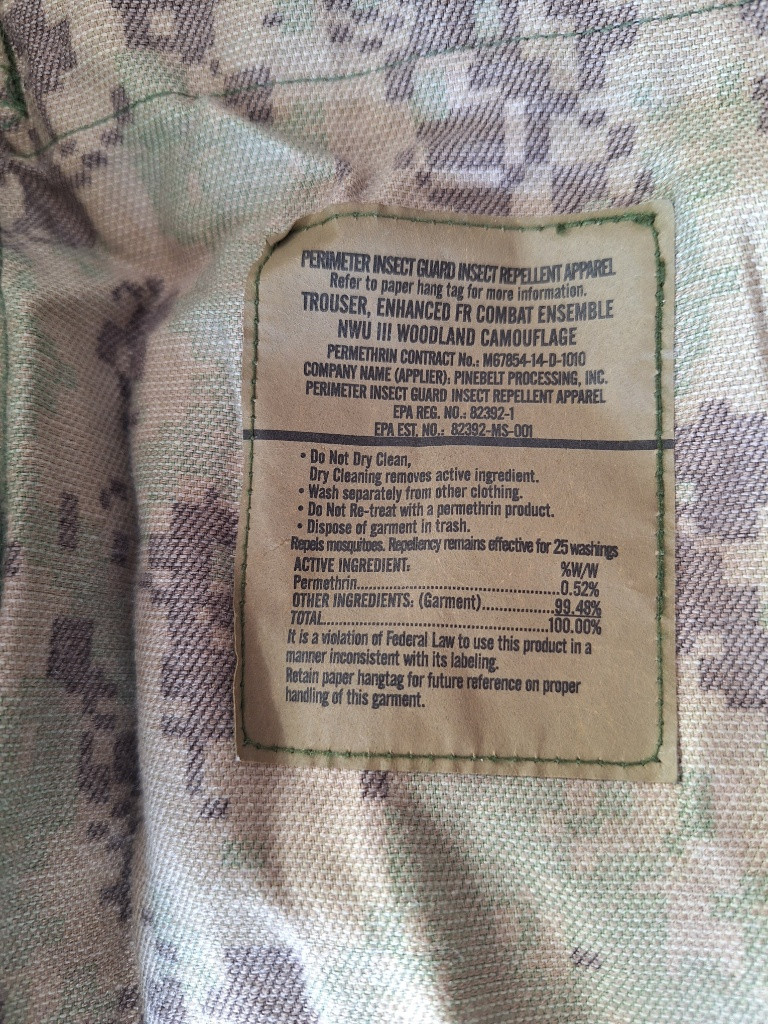 PERIMETER INSECT GUARD INSECT REPELLENT APPAREL
Refer to paper hang tag for more information.
TROUSER, ENHANCED FR COMBAT ENSEMBLE
NWU III WOODLAND CAMOUFLAGE
PERMETHRIN CONTRACT No.: M67854-14-D-1010
COMPANY NAME (APPLIER): PINEBELT PROCESSING, INC.
PERIMETER INSECT GUARD INSECT REPELLENT APPAREL
EPA REG. NO.: 82392-1
EPA EST. NO.: 82392-MS-001
• Do Not Dry Clean,
Dry Cleaning removes active ingredient.
• Wash separately from other clothing.
• Do Not Re-treat with a permethrin product.
• Dispose of garment in trash.
Repels mosquitoes. Repellency remains effective for 25 washings
ACTIVE INGREDIENT: %W/W
Permethrin..............................................0.52%
OTHER INGREDIENTS: (Garment)................99.48%
TOTAL...................................................100.00%
It is a violation of Federal Law to use this product in a
manner inconsistent with its labeling.
Retain paper hangtag for future reference on proper
handling of this garment.